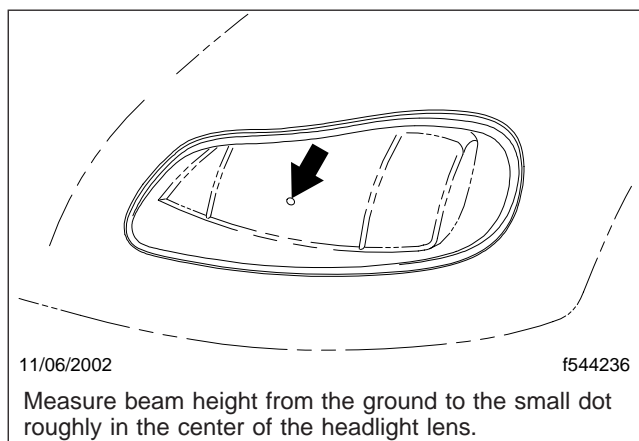 11/06/2002
f544236
Measure beam height from the ground to the small dot
roughly in the center of the headlight lens.